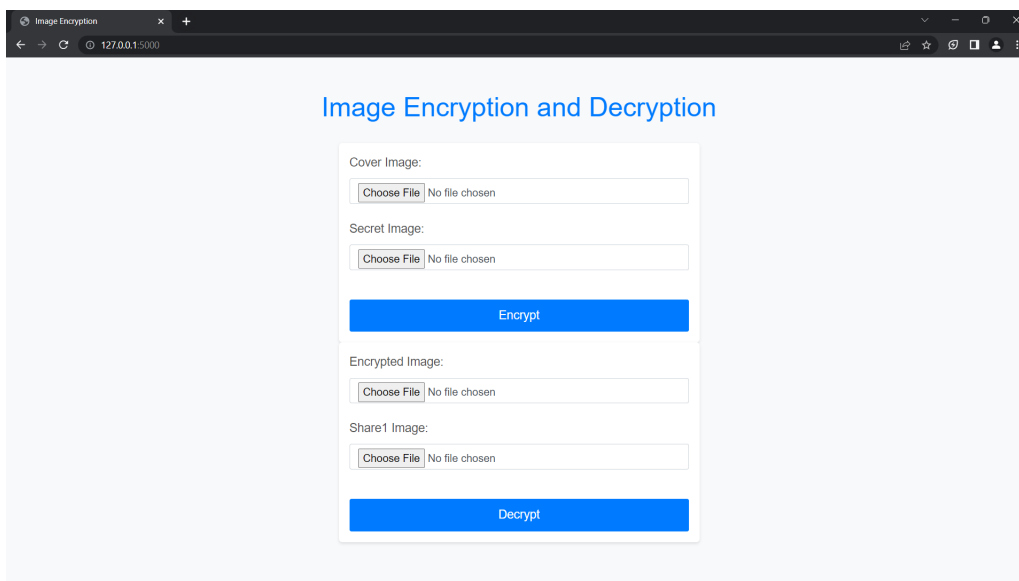 Image Encryption
127.0.0.1:5000
Image Encryption and Decryption
Cover Image:
Choose File No file chosen
Secret Image:
Choose File No file chosen
Encrypt
Encrypted Image:
Choose File No file chosen
Share1 Image:
Choose File No file chosen
Decrypt